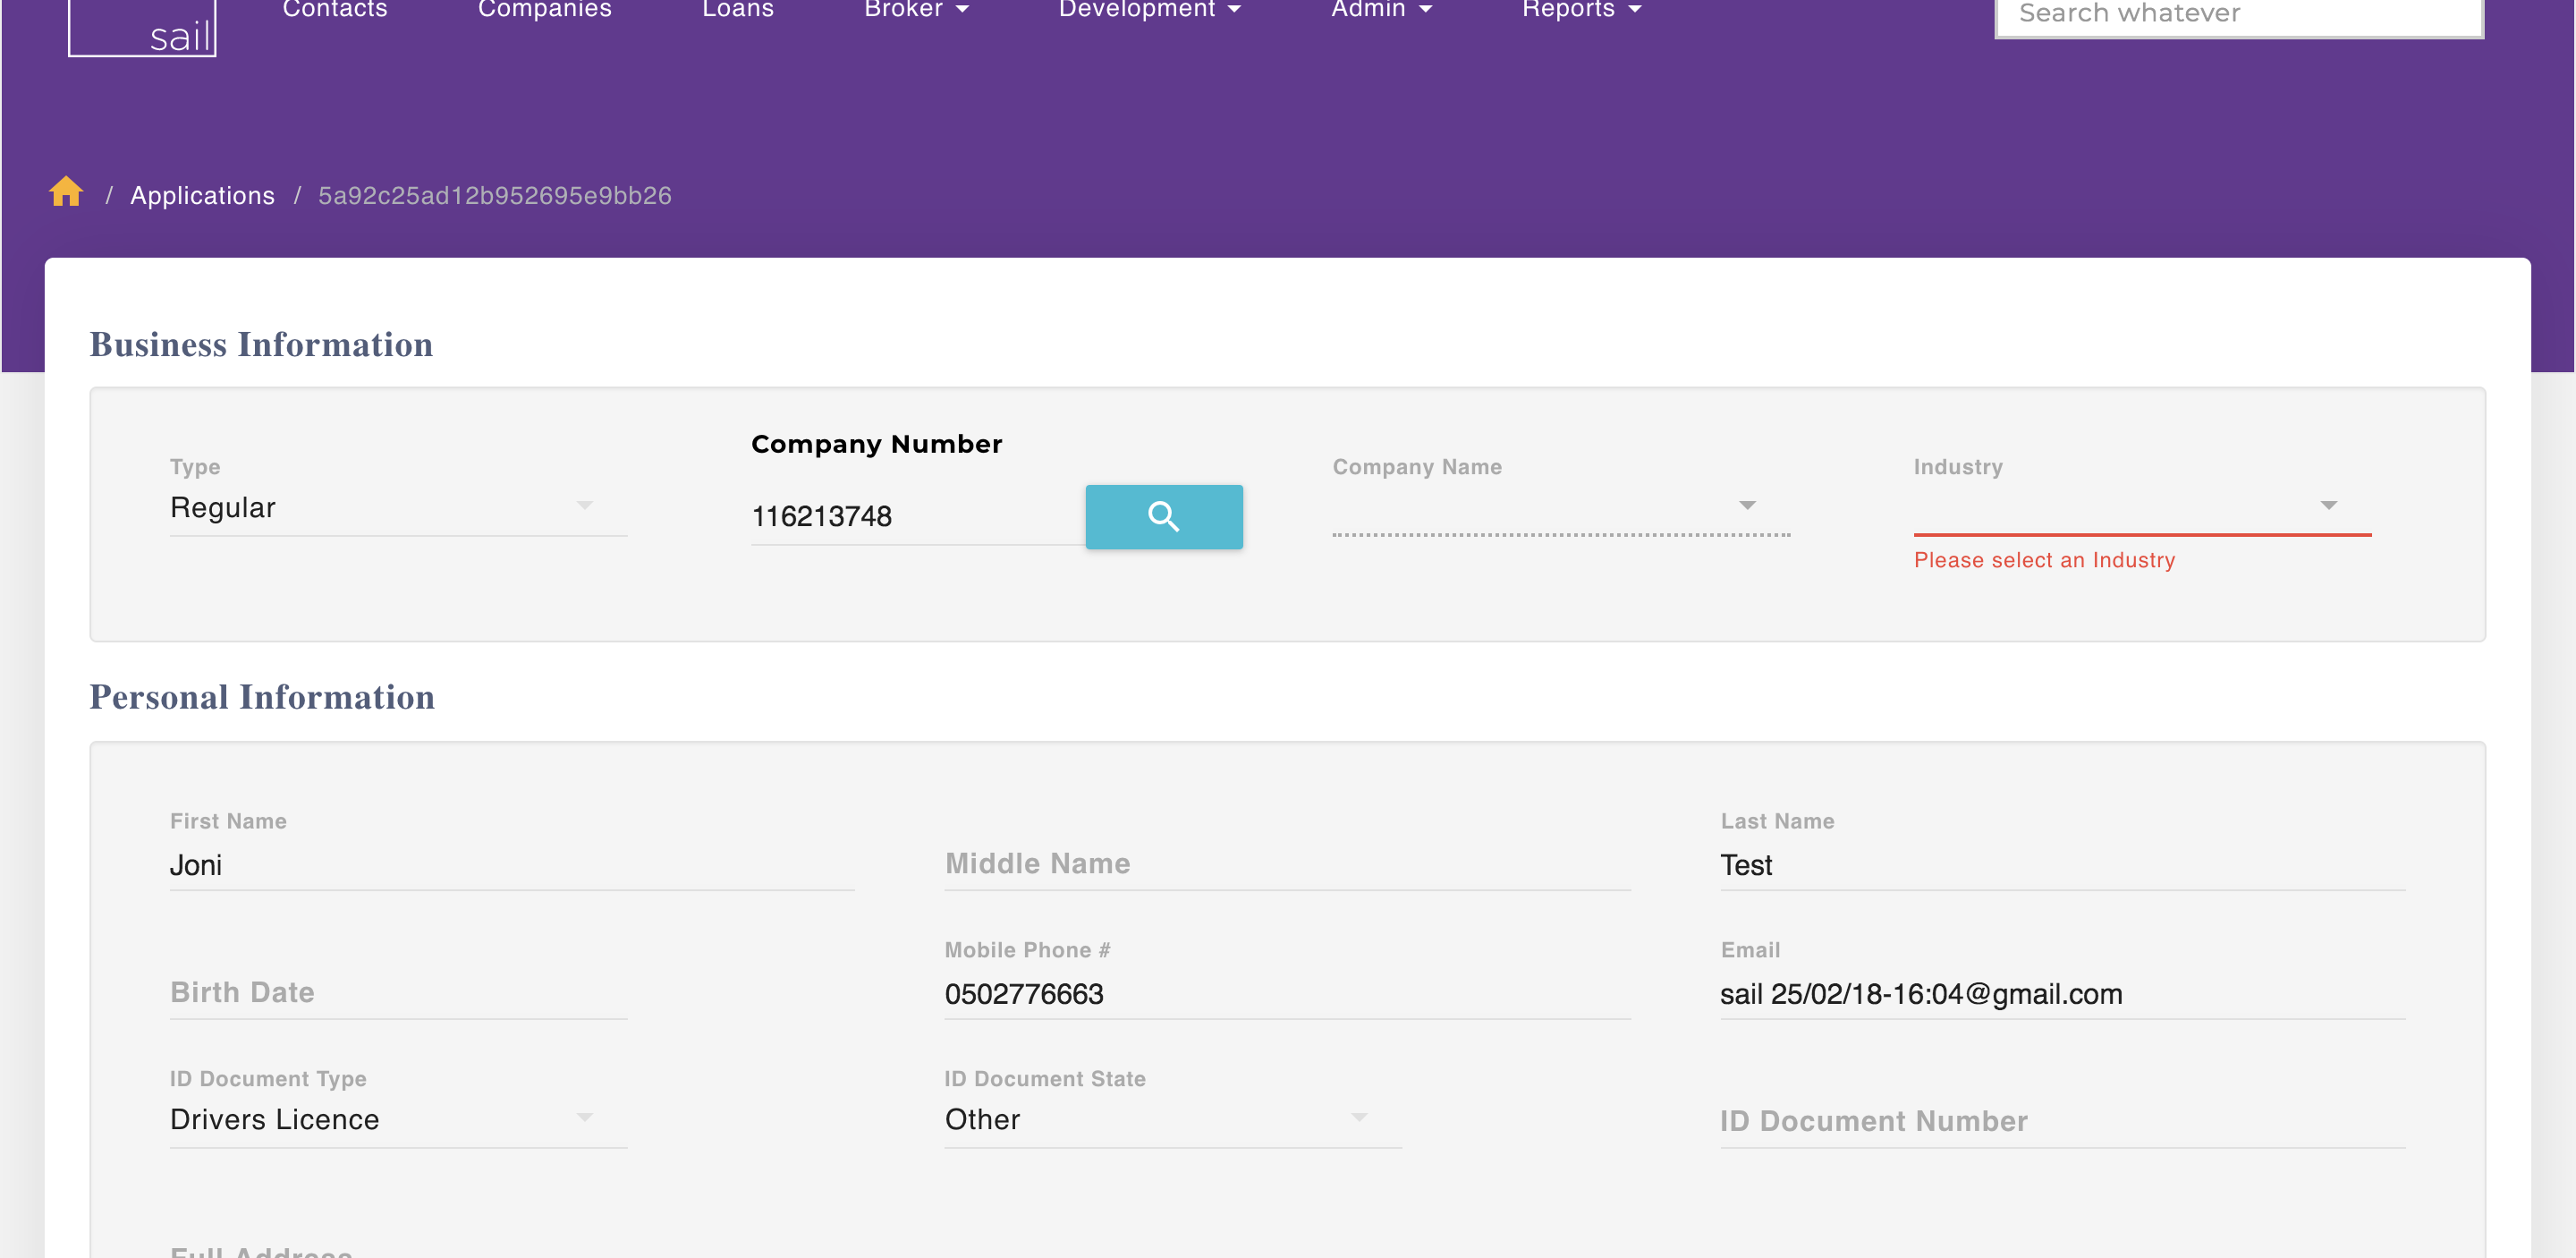 sail
Contacts Companies Loans Broker Development Admin Reports
Search whatever
/ Applications / 5a92c25ad12b952695e9bb26
Business Information
Type
Regular
Company Number
116213748
Company Name
Industry
Please select an Industry
Personal Information
First Name
Joni
Middle Name
Last Name
Test
Birth Date
Mobile Phone #
0502776663
Email
sail 25/02/18-16:04@gmail.com
ID Document Type
Drivers Licence
ID Document State
Other
ID Document Number
Full Address